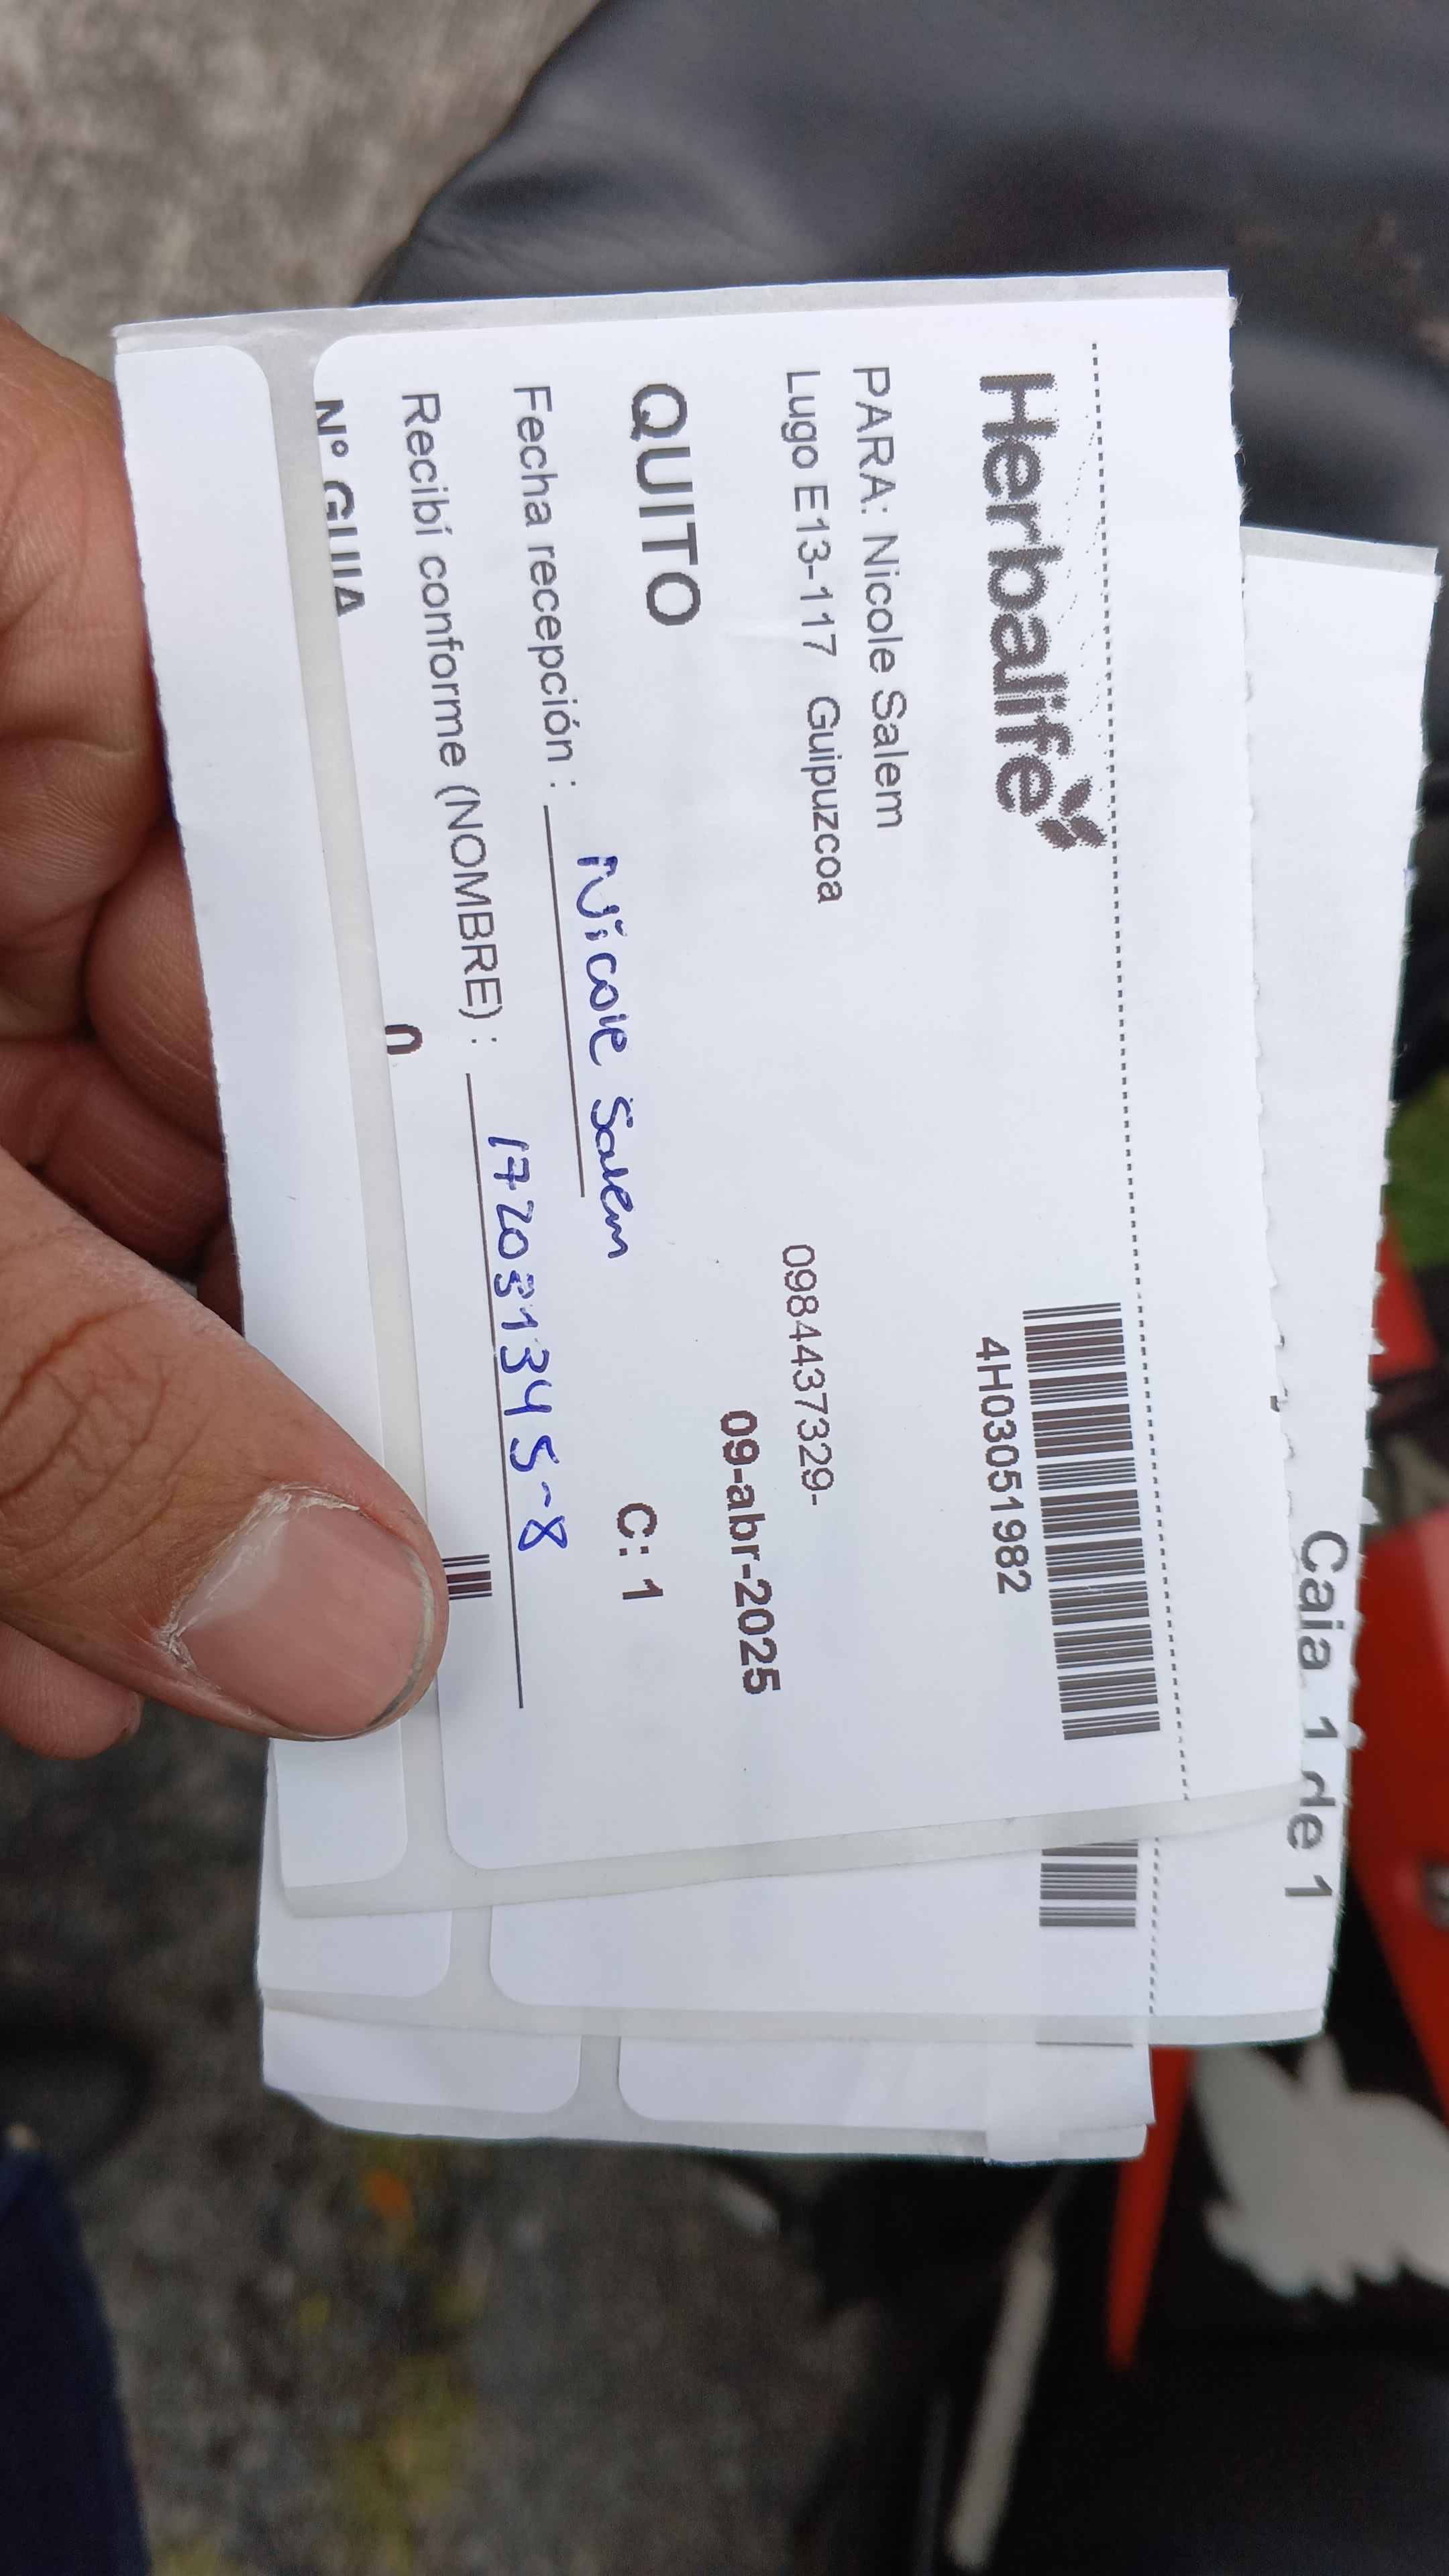 Herbalife
4H03051982
PARA: Nicole Salem
Lugo E13-117 Guipuzcoa
0984437329-
09-abr-2025
QUITO
C: 1
Nicole Salem
Fecha recepción :
Recibí conforme (NOMBRE) : 172031345-8
N° GUIA
Caja 1 de 1